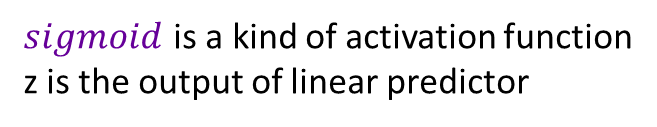 sigmoid is a kind of activation function
z is the output of linear predictor